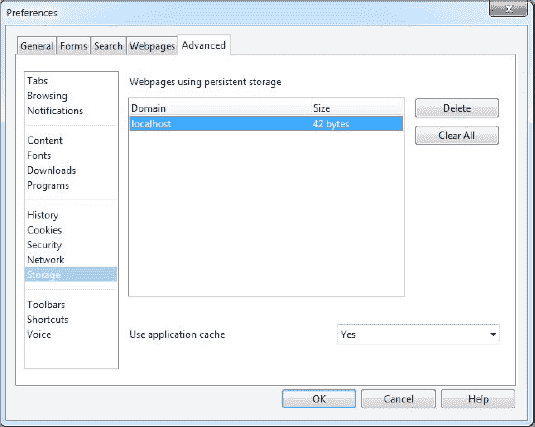 Preferences
General Forms Search Webpages Advanced
Tabs
Browsing
Notifications
Content
Fonts
Downloads
Programs
History
Cookies
Security
Network
Storage
Toolbars
Shortcuts
Voice
Webpages using persistent storage
Domain Size
localhost 42 bytes
Delete
Clear All
Use application cache Yes
OK Cancel Help